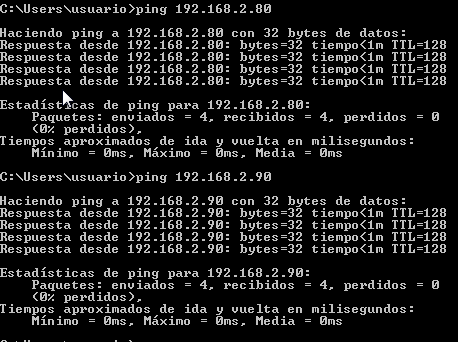 C:\Users\usuario>ping 192.168.2.80
Haciendo ping a 192.168.2.80 con 32 bytes de datos:
Respuesta desde 192.168.2.80: bytes=32 tiempo<1m TTL=128
Respuesta desde 192.168.2.80: bytes=32 tiempo<1m TTL=128
Respuesta desde 192.168.2.80: bytes=32 tiempo<1m TTL=128
Respuesta desde 192.168.2.80: bytes=32 tiempo<1m TTL=128
Estadísticas de ping para 192.168.2.80:
Paquetes: enviados = 4, recibidos = 4, perdidos = 0
(0% perdidos),
Tiempos aproximados de ida y vuelta en milisegundos:
Mínimo = 0ms, Máximo = 0ms, Media = 0ms
C:\Users\usuario>ping 192.168.2.90
Haciendo ping a 192.168.2.90 con 32 bytes de datos:
Respuesta desde 192.168.2.90: bytes=32 tiempo<1m TTL=128
Respuesta desde 192.168.2.90: bytes=32 tiempo<1m TTL=128
Respuesta desde 192.168.2.90: bytes=32 tiempo<1m TTL=128
Respuesta desde 192.168.2.90: bytes=32 tiempo<1m TTL=128
Estadísticas de ping para 192.168.2.90:
Paquetes: enviados = 4, recibidos = 4, perdidos = 0
(0% perdidos),
Tiempos aproximados de ida y vuelta en milisegundos:
Mínimo = 0ms, Máximo = 0ms, Media = 0ms